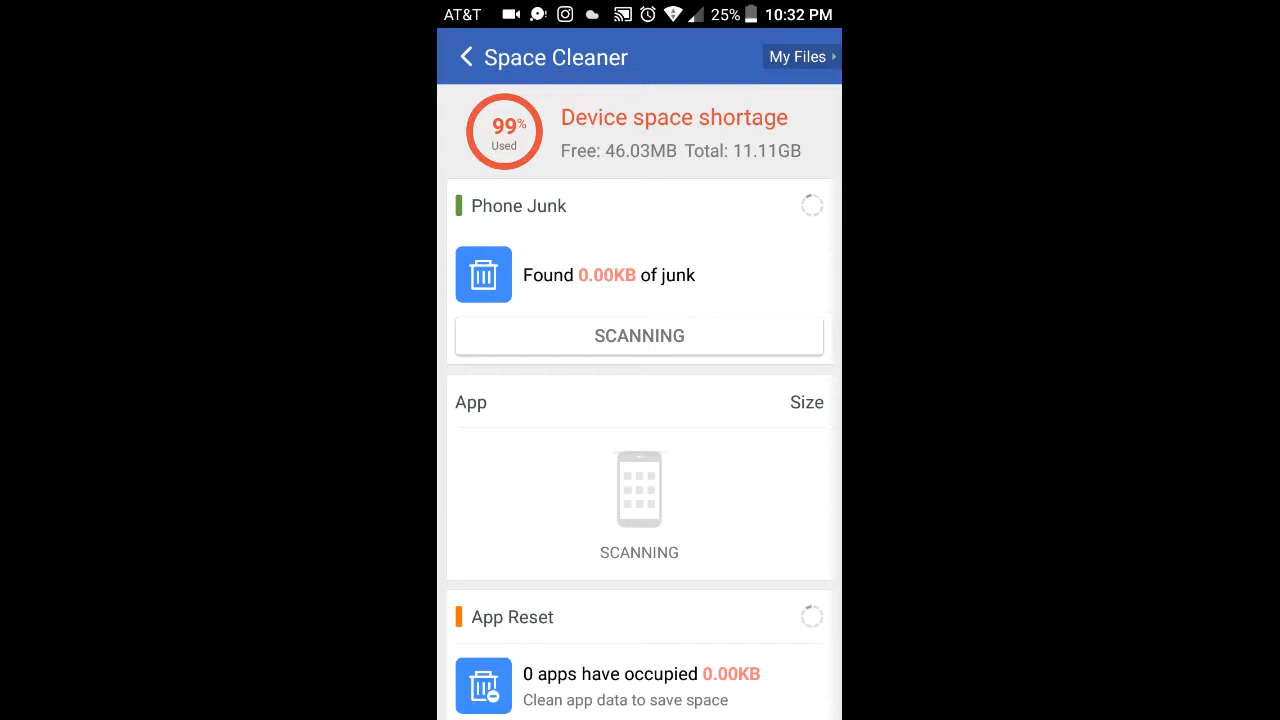 AT&T 25% 10:32 PM
Space Cleaner My Files
99% Used
Device space shortage
Free: 46.03MB Total: 11.11GB
Phone Junk
Found 0.00KB of junk
SCANNING
App Size
SCANNING
App Reset
0 apps have occupied 0.00KB
Clean app data to save space